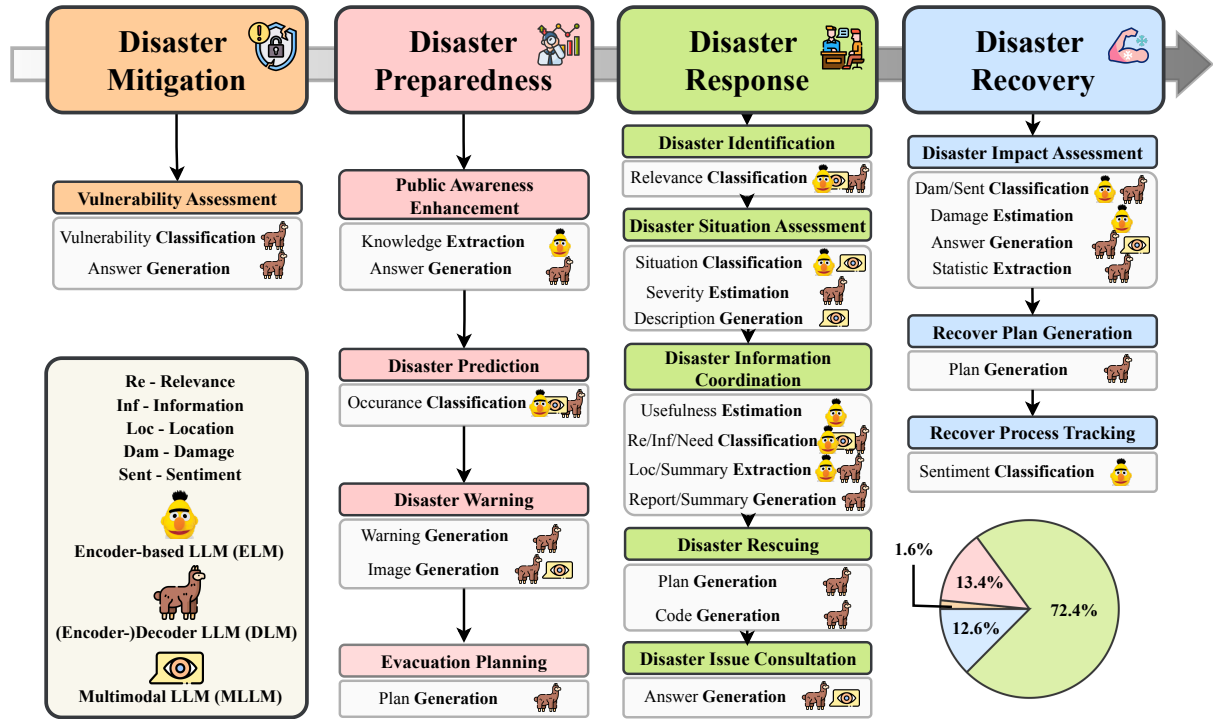 Disaster
Mitigation
Vulnerability Assessment
Vulnerability Classification
Answer Generation
Re - Relevance
Inf - Information
Loc - Location
Dam - Damage
Sent - Sentiment
Encoder-based LLM (ELM)
(Encoder-)Decoder LLM (DLM)
Multimodal LLM (MLLM)
Disaster
Preparedness
Public Awareness
Enhancement
Knowledge Extraction
Answer Generation
Disaster Prediction
Occurance Classification
Disaster Warning
Warning Generation
Image Generation
Evacuation Planning
Plan Generation
Disaster
Response
Disaster Identification
Relevance Classification
Disaster Situation Assessment
Situation Classification
Severity Estimation
Description Generation
Disaster Information
Coordination
Usefulness Estimation
Re/Inf/Need Classification
Loc/Summary Extraction
Report/Summary Generation
Disaster Rescuing
Plan Generation
Code Generation
Disaster Issue Consultation
Answer Generation
Disaster
Recovery
Disaster Impact Assessment
Dam/Sent Classification
Damage Estimation
Answer Generation
Statistic Extraction
Recover Plan Generation
Plan Generation
Recover Process Tracking
Sentiment Classification
1.6%
13.4%
72.4%
12.6%